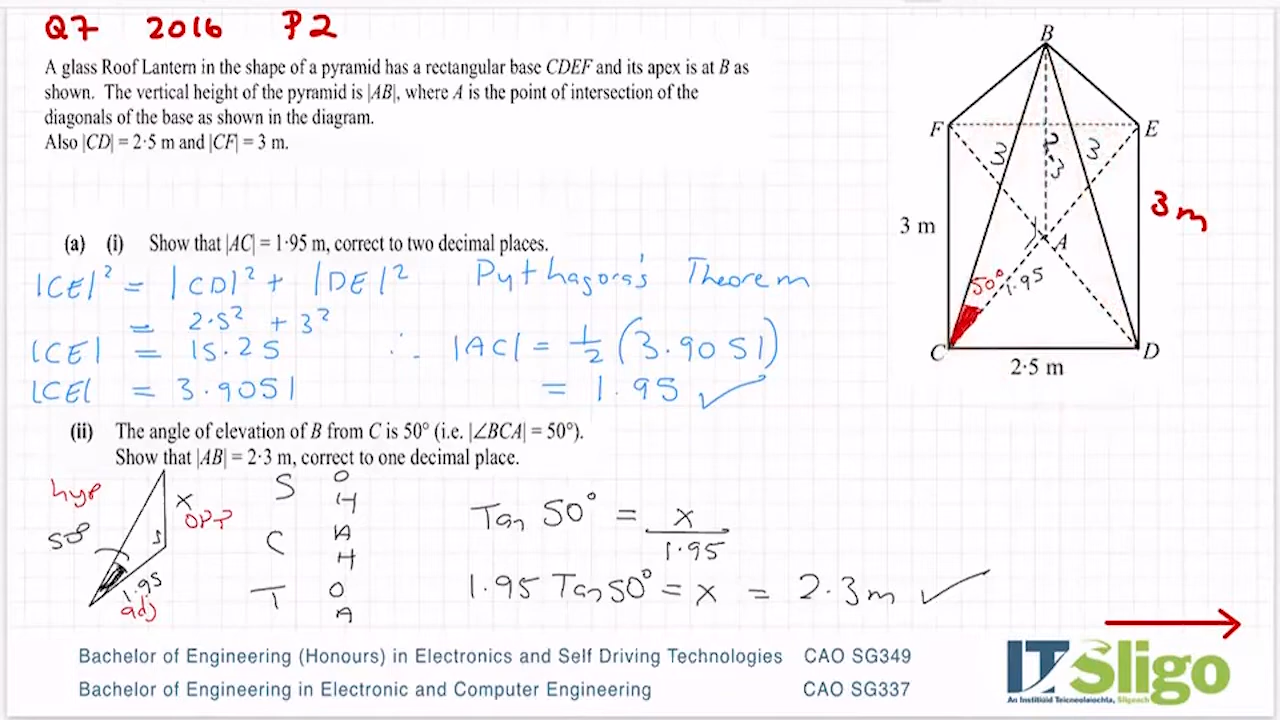 Q7 2016 P2
A glass Roof Lantern in the shape of a pyramid has a rectangular base CDEF and its apex is at B as
shown. The vertical height of the pyramid is |AB|, where A is the point of intersection of the
diagonals of the base as shown in the diagram.
Also |CD| = 2·5 m and |CF| = 3 m.
(a) (i) Show that |AC| = 1·95 m, correct to two decimal places.
|CE|² = |CD|² + |DE|² Pythagoras's Theorem
= 2.5² + 3²
|CE| = 15.25 ∴ |AC| = 1/2 (3.9051)
|CE| = 3.9051 = 1.95 ✓
(ii) The angle of elevation of B from C is 50° (i.e. |∠BCA| = 50°).
Show that |AB| = 2·3 m, correct to one decimal place.
hyp
x
opp
50°
1.95
adj
S O
H
C A
H
T O
A
Tan 50° = x / 1.95
1.95 Tan 50° = x = 2.3m ✓
B
F
E
3
2.3
3
3 m
3m
A
50°
1.95
C
D
2·5 m
Bachelor of Engineering (Honours) in Electronics and Self Driving Technologies CAO SG349
Bachelor of Engineering in Electronic and Computer Engineering CAO SG337
IT Sligo
An Institiúid Teicneolaíochta, Sligeach